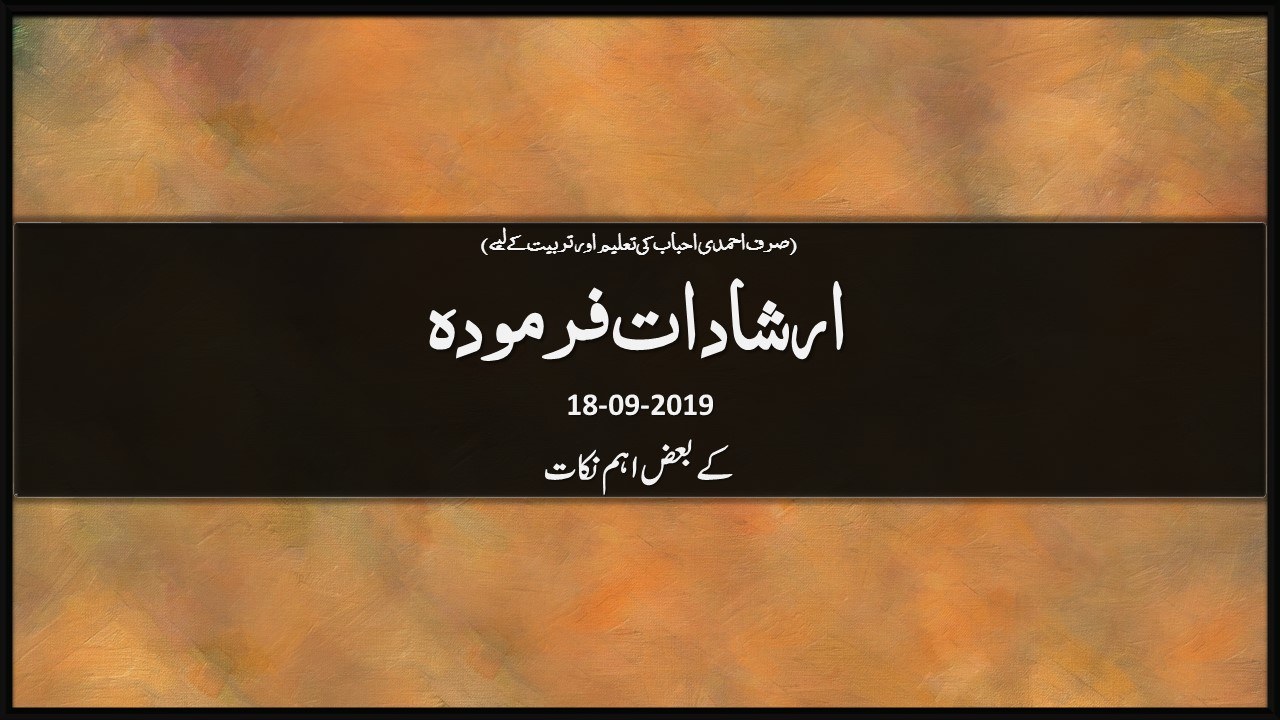 (صرف احمدی احباب کی تعلیم اور تربیت کے لیے)
ارشادات فرمودہ
18-09-2019
کے بعض اہم نکات